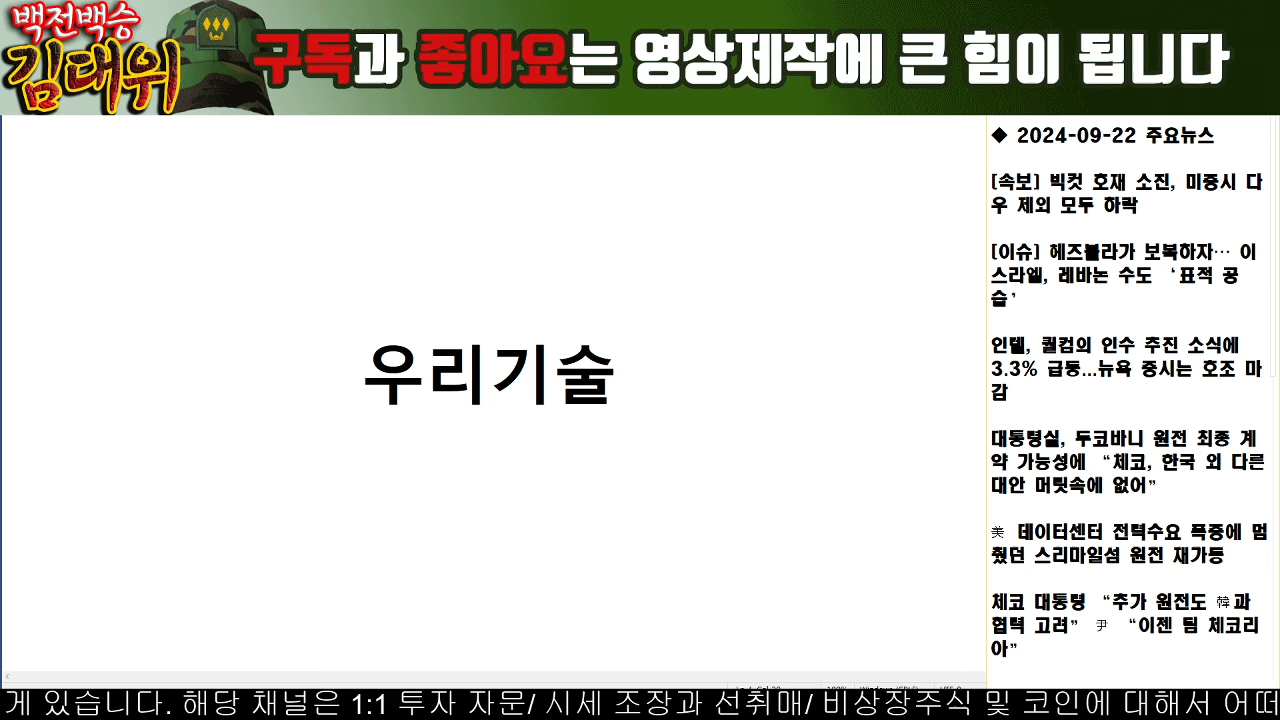 백전백승
김대위
구독과 좋아요는 영상제작에 큰 힘이 됩니다
◆ 2024-09-22 주요뉴스
[속보] 빅컷 호재 소진, 미증시 다
우 제외 모두 하락
[이슈] 헤즈볼라가 보복하자… 이
스라엘, 레바논 수도 ‘표적 공
습’
인텔, 퀄컴의 인수 추진 소식에
3.3% 급등...뉴욕 증시는 호조 마
감
대통령실, 두코바니 원전 최종 계
약 가능성에 “체코, 한국 외 다른
대안 머릿속에 없어”
美 데이터센터 전력수요 폭증에 멈
췄던 스리마일섬 원전 재가동
체코 대통령 “추가 원전도 韓과
협력 고려” 尹 “이젠 팀 체코리
아”
우리기술
게 있습니다. 해당 채널은 1:1 투자 자문/ 시세 조장과 선취매/ 비상장주식 및 코인에 대해서 어떠